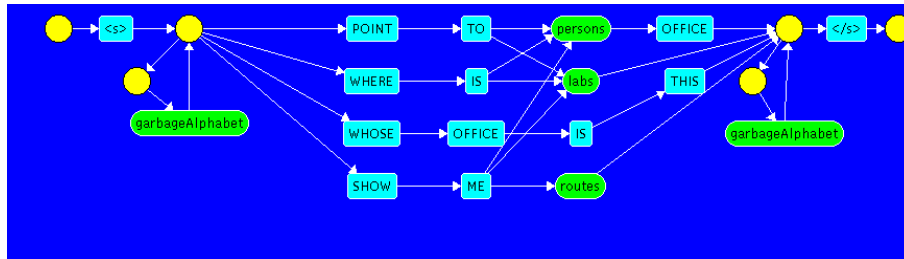 <s> POINT TO persons OFFICE </s>
WHERE IS labs THIS
garbageAlphabet WHOSE OFFICE IS garbageAlphabet
SHOW ME routes